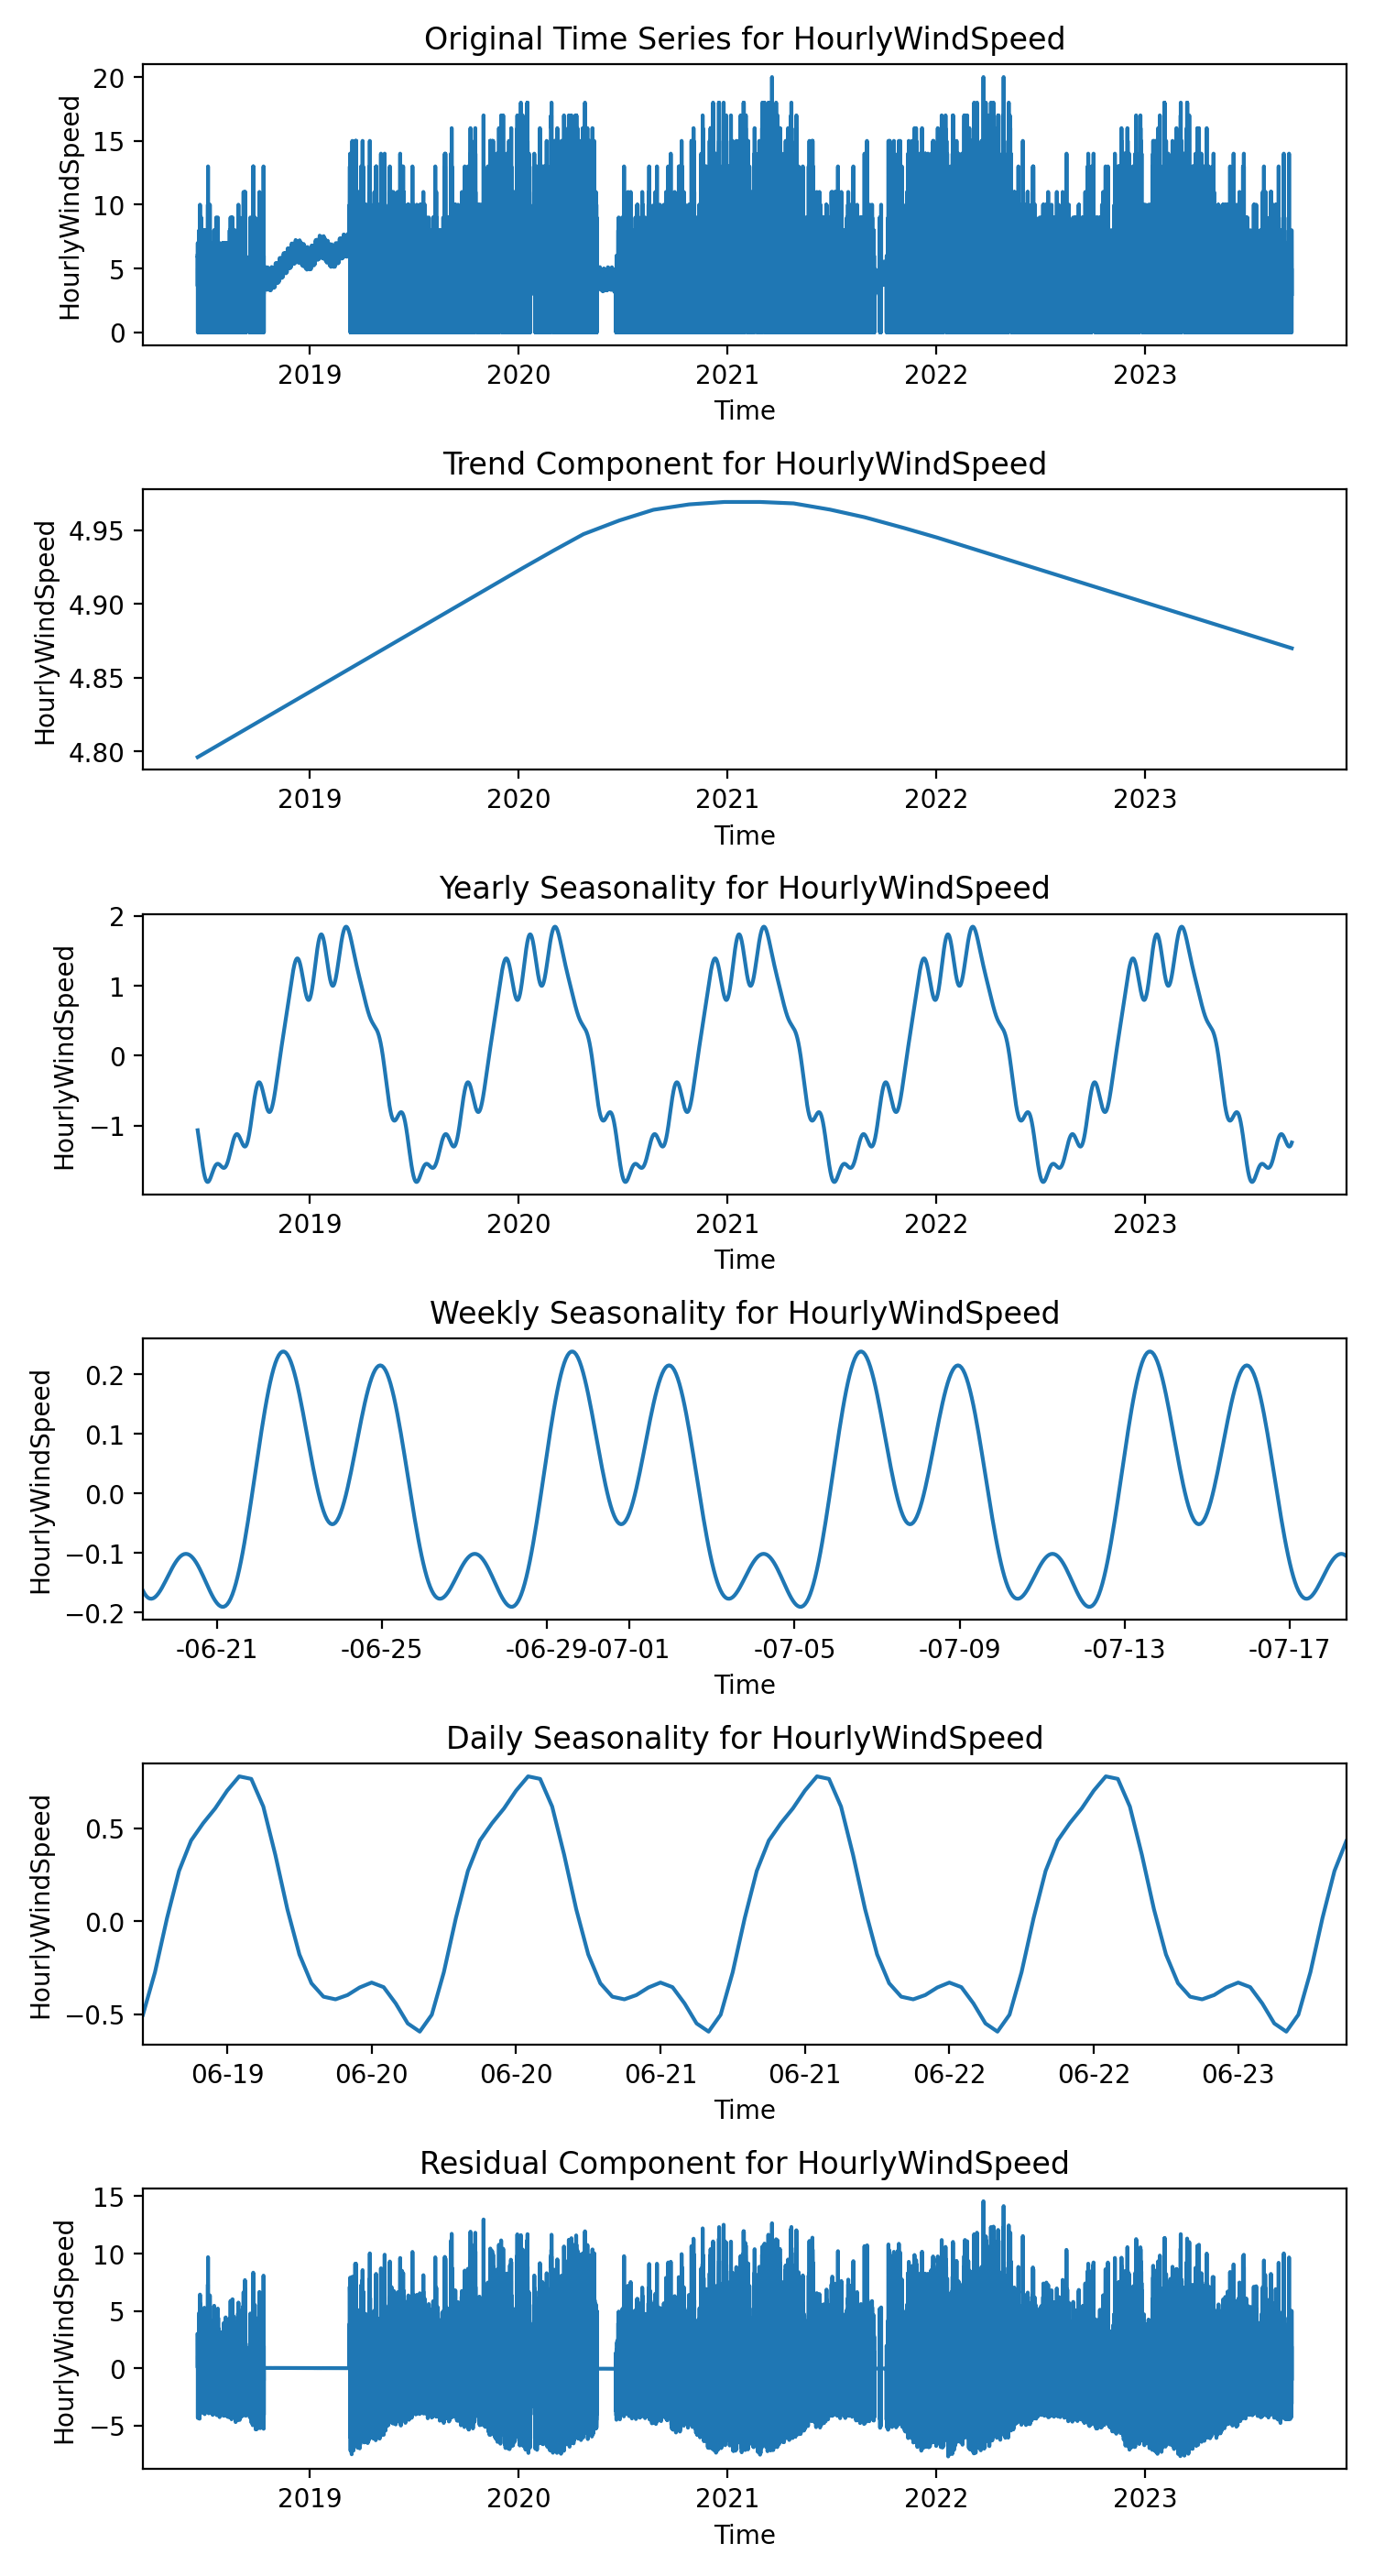 Original Time Series for HourlyWindSpeed
HourlyWindSpeed
20
15
10
5
0
2019 2020 2021 2022 2023
Time
Trend Component for HourlyWindSpeed
HourlyWindSpeed
4.95
4.90
4.85
4.80
2019 2020 2021 2022 2023
Time
Yearly Seasonality for HourlyWindSpeed
HourlyWindSpeed
2
1
0
−1
2019 2020 2021 2022 2023
Time
Weekly Seasonality for HourlyWindSpeed
HourlyWindSpeed
0.2
0.1
0.0
−0.1
−0.2
-06-21 -06-25 -06-29-07-01 -07-05 -07-09 -07-13 -07-17
Time
Daily Seasonality for HourlyWindSpeed
HourlyWindSpeed
0.5
0.0
−0.5
06-19 06-20 06-20 06-21 06-21 06-22 06-22 06-23
Time
Residual Component for HourlyWindSpeed
HourlyWindSpeed
15
10
5
0
−5
2019 2020 2021 2022 2023
Time